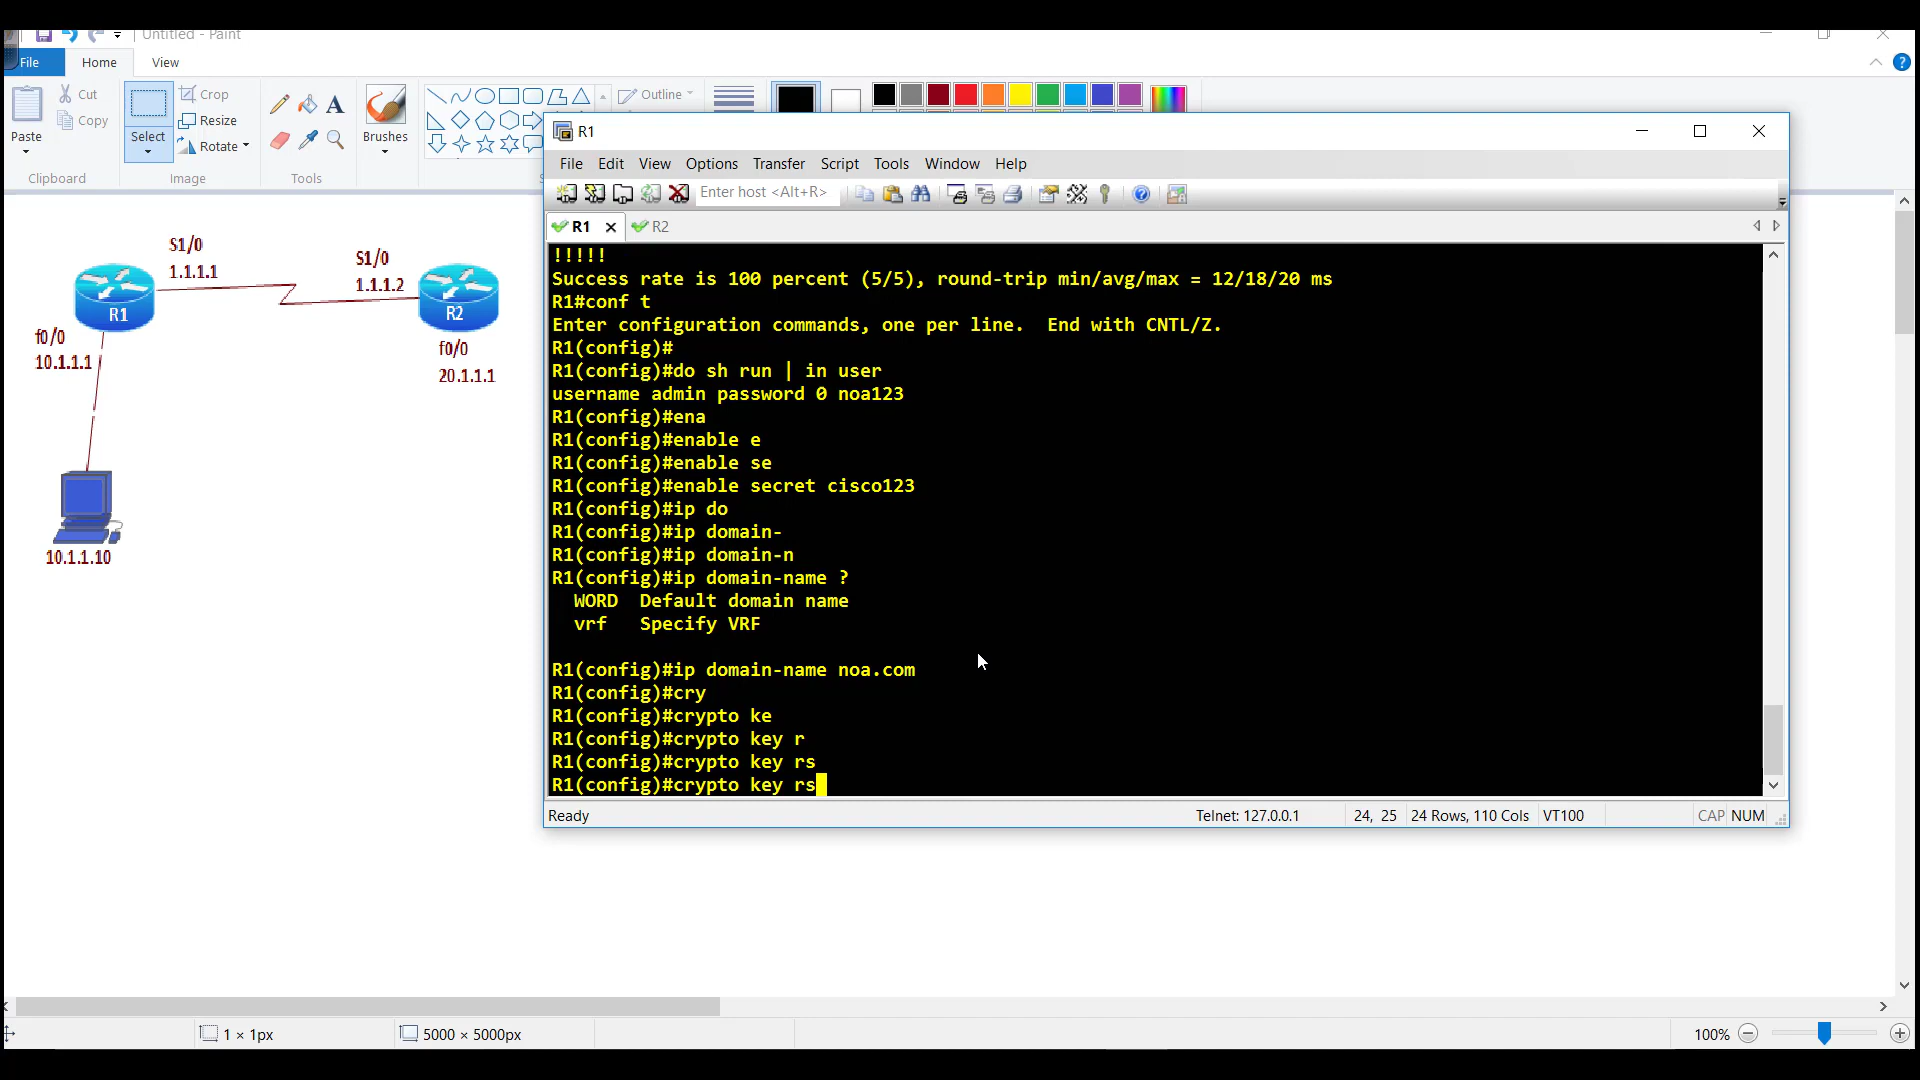 Untitled - Paint
File Home View
Paste
Cut
Copy
Clipboard
Select
Crop
Resize
Rotate
Image
Tools
Brushes
Outline
S1/0
1.1.1.1
S1/0
1.1.1.2
R1
R2
f0/0
10.1.1.1
f0/0
20.1.1.1
10.1.1.10
R1
File Edit View Options Transfer Script Tools Window Help
Enter host <Alt+R>
R1 R2
!!!!!
Success rate is 100 percent (5/5), round-trip min/avg/max = 12/18/20 ms
R1#conf t
Enter configuration commands, one per line.  End with CNTL/Z.
R1(config)#
R1(config)#do sh run | in user
username admin password 0 noa123
R1(config)#ena
R1(config)#enable e
R1(config)#enable se
R1(config)#enable secret cisco123
R1(config)#ip do
R1(config)#ip domain-
R1(config)#ip domain-n
R1(config)#ip domain-name ?
  WORD  Default domain name
  vrf   Specify VRF
R1(config)#ip domain-name noa.com
R1(config)#cry
R1(config)#crypto ke
R1(config)#crypto key r
R1(config)#crypto key rs
R1(config)#crypto key rs
Ready Telnet: 127.0.0.1 24, 25 24 Rows, 110 Cols VT100 CAP NUM
1 × 1px 5000 × 5000px 100%